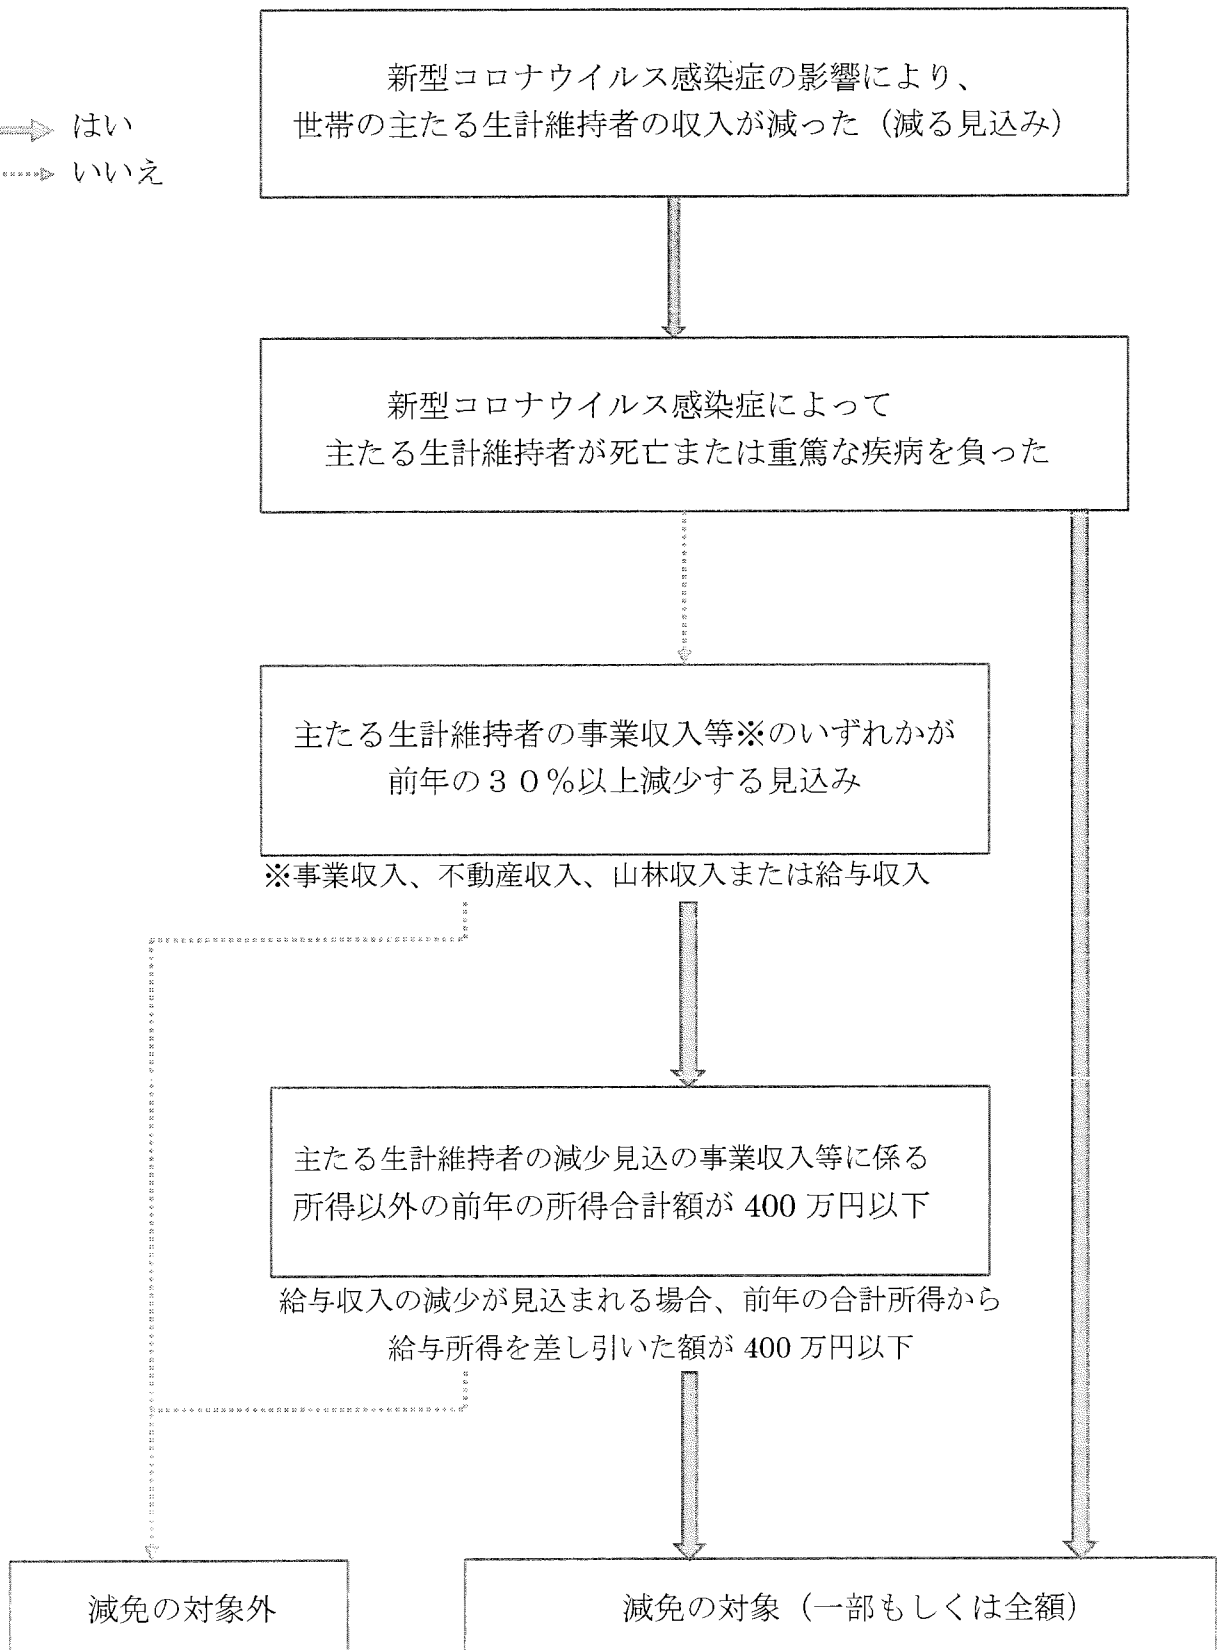 はい
いいえ
新型コロナウイルス感染症の影響により、
世帯の主たる生計維持者の収入が減った（減る見込み）
新型コロナウイルス感染症によって
主たる生計維持者が死亡または重篤な疾病を負った
主たる生計維持者の事業収入等※のいずれかが
前年の３０％以上減少する見込み
※事業収入、不動産収入、山林収入または給与収入
主たる生計維持者の減少見込の事業収入等に係る
所得以外の前年の所得合計額が 400 万円以下
給与収入の減少が見込まれる場合、前年の合計所得から
給与所得を差し引いた額が 400 万円以下
減免の対象外
減免の対象（一部もしくは全額）